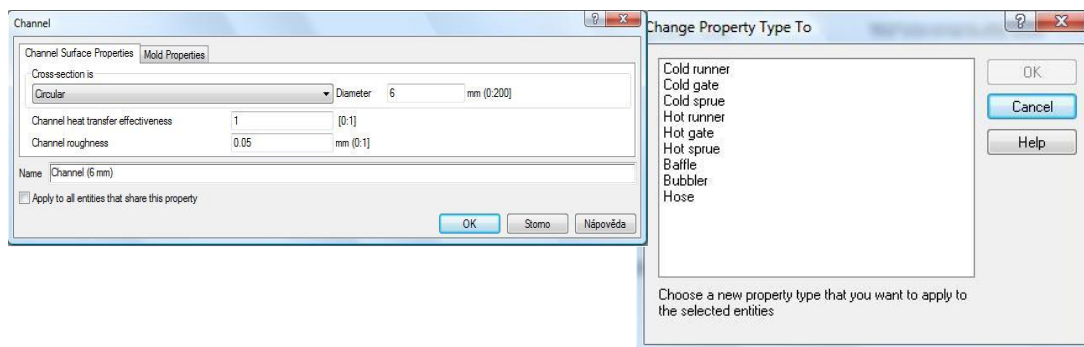 Channel
Channel Surface Properties Mold Properties
Cross-section is
Circular Diameter 6 mm (0:200]
Channel heat transfer effectiveness 1 [0:1]
Channel roughness 0.05 mm (0:1]
Name Channel (6 mm)
Apply to all entities that share this property
OK Storno Nápověda
Change Property Type To
Cold runner
Cold gate
Cold sprue
Hot runner
Hot gate
Hot sprue
Baffle
Bubbler
Hose
OK
Cancel
Help
Choose a new property type that you want to apply to
the selected entities